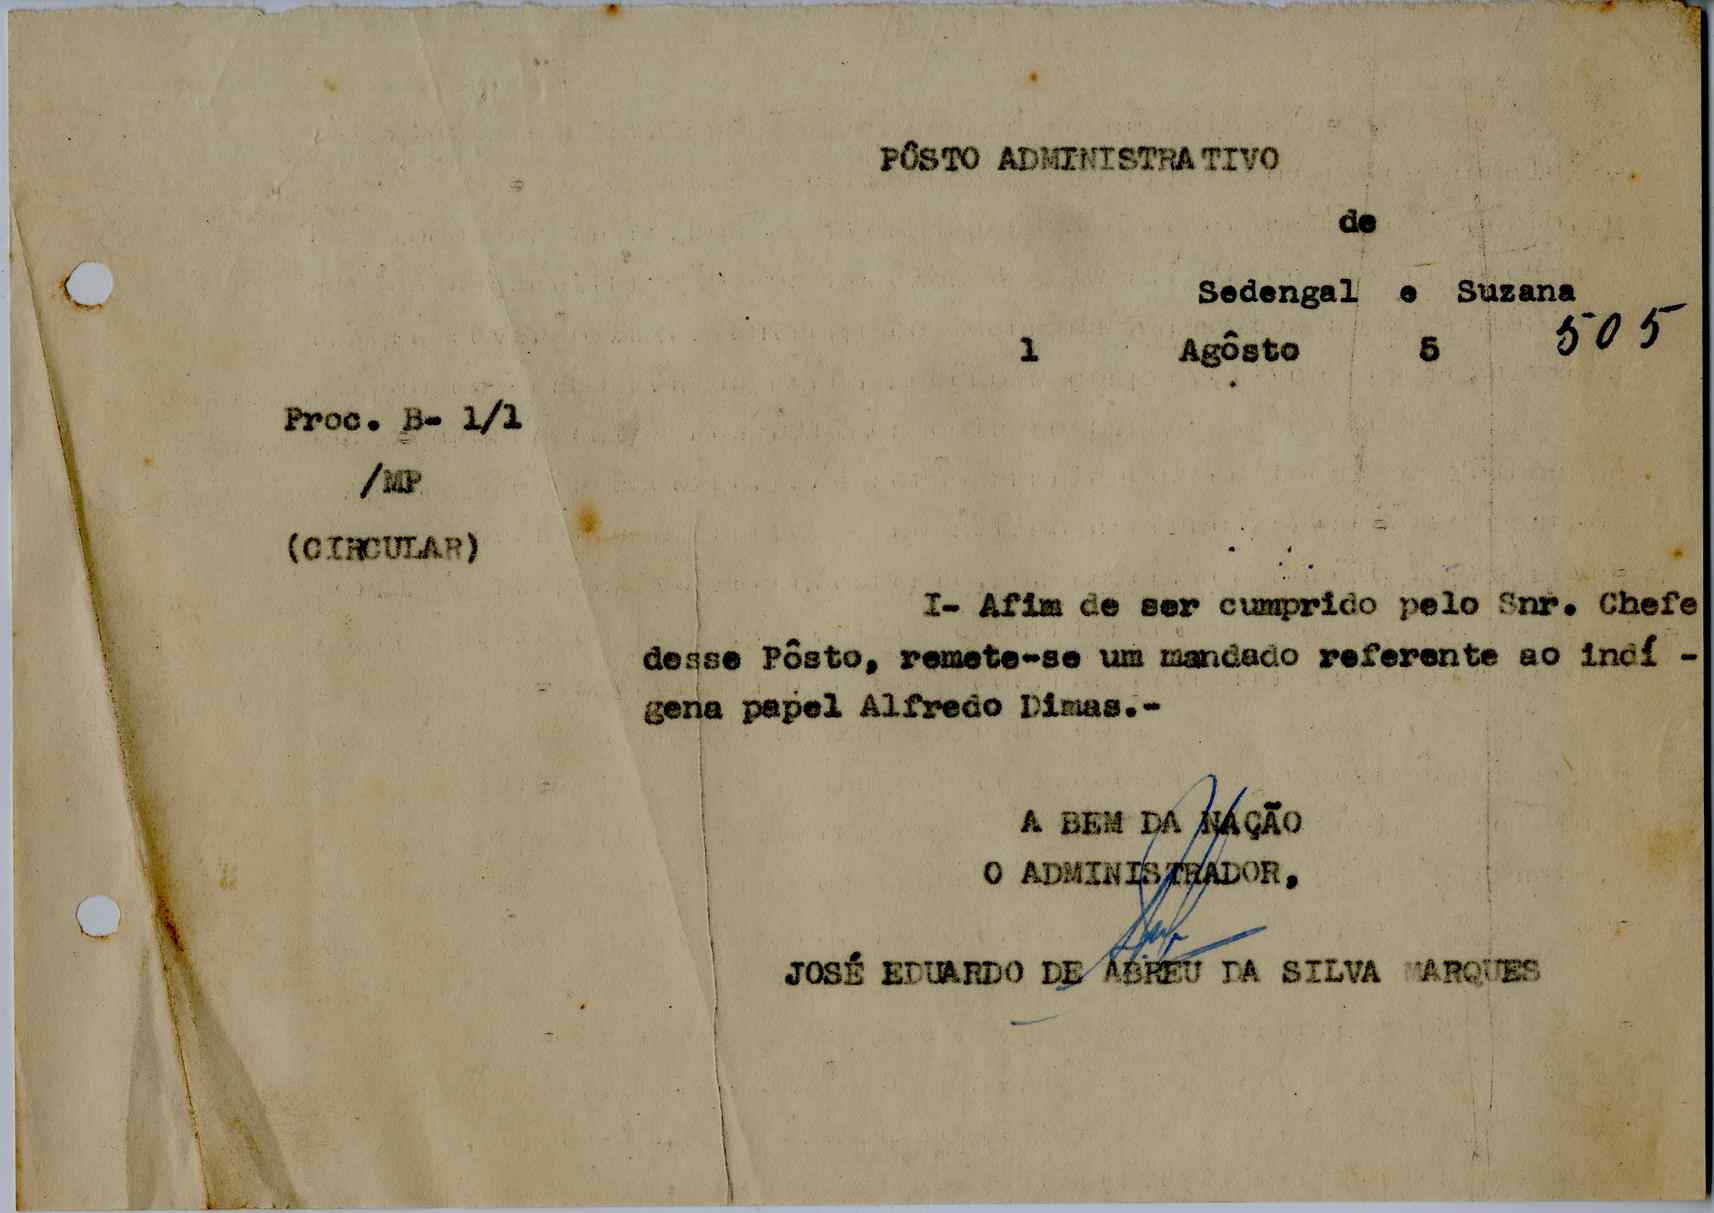 PÔSTO ADMINISTRATIVO
de
Sedengal e Suzana
1 Agôsto 5 505
Proc. B- 1/1
/MP
(CIRCULAR)
I- Afim de ser cumprido pelo Snr. Chefe
desse Pôsto, remete-se um mandado referente ao indí -
gena papel Alfredo Dimas.-
A BEM DA NAÇÃO
O ADMINISTRADOR,
JOSÉ EDUARDO DE ABREU DA SILVA MARQUES